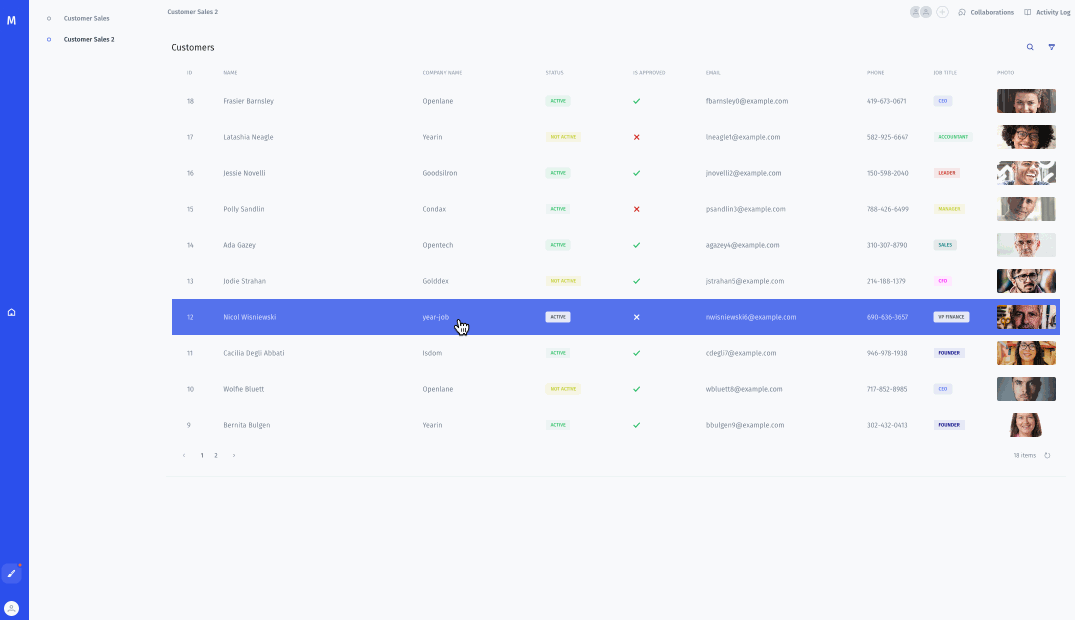 M
Customer Sales
Customer Sales 2
Customer Sales 2
Collaborations
Activity Log
Customers
ID NAME COMPANY NAME STATUS IS APPROVED EMAIL PHONE JOB TITLE PHOTO
18 Frasier Barnsley Openlane ACTIVE fbarnsley0@example.com 419-673-0671 CEO
17 Latashia Neagle Yearin NOT ACTIVE lneagle1@example.com 582-925-6647 ACCOUNTANT
16 Jessie Novelli Goodsilron ACTIVE jnovelli2@example.com 150-598-2040 LEADER
15 Polly Sandlin Condax ACTIVE psandlin3@example.com 788-426-6499 MANAGER
14 Ada Gazey Opentech ACTIVE agazey4@example.com 310-307-8790 SALES
13 Jodie Strahan Golddex NOT ACTIVE jstrahan5@example.com 214-188-1379 CFO
12 Nicol Wisniewski year-job ACTIVE nwisniewski6@example.com 690-636-3657 VP FINANCE
11 Cacilia Degli Abbati Isdom ACTIVE cdegli7@example.com 946-978-1938 FOUNDER
10 Wolfie Bluett Openlane NOT ACTIVE wbluett8@example.com 717-852-8985 CEO
9 Bernita Bulgen Yearin ACTIVE bbulgen9@example.com 302-432-0413 FOUNDER
1 2
18 items